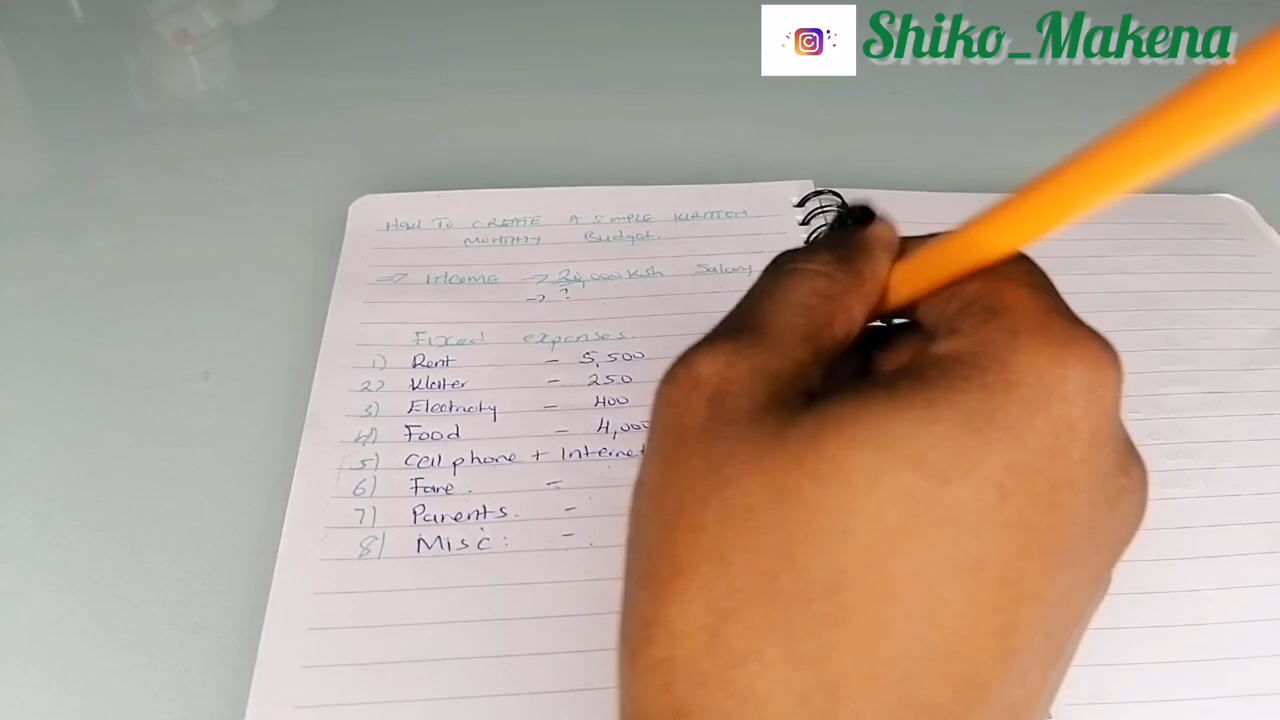 Shiko_Makena
HOW TO CREATE A SIMPLE WRITTEN
MONTHLY Budget.
=> INCOME -> 20,000 Ksh Salary
-> ?
Fixed expenses.
1) Rent - 5,500
2) Water - 250
3) Electricity - 400
4) Food - 4,000
5) Cell phone + Internet
6) Fare. -
7) Parents. -
8) Misc: -